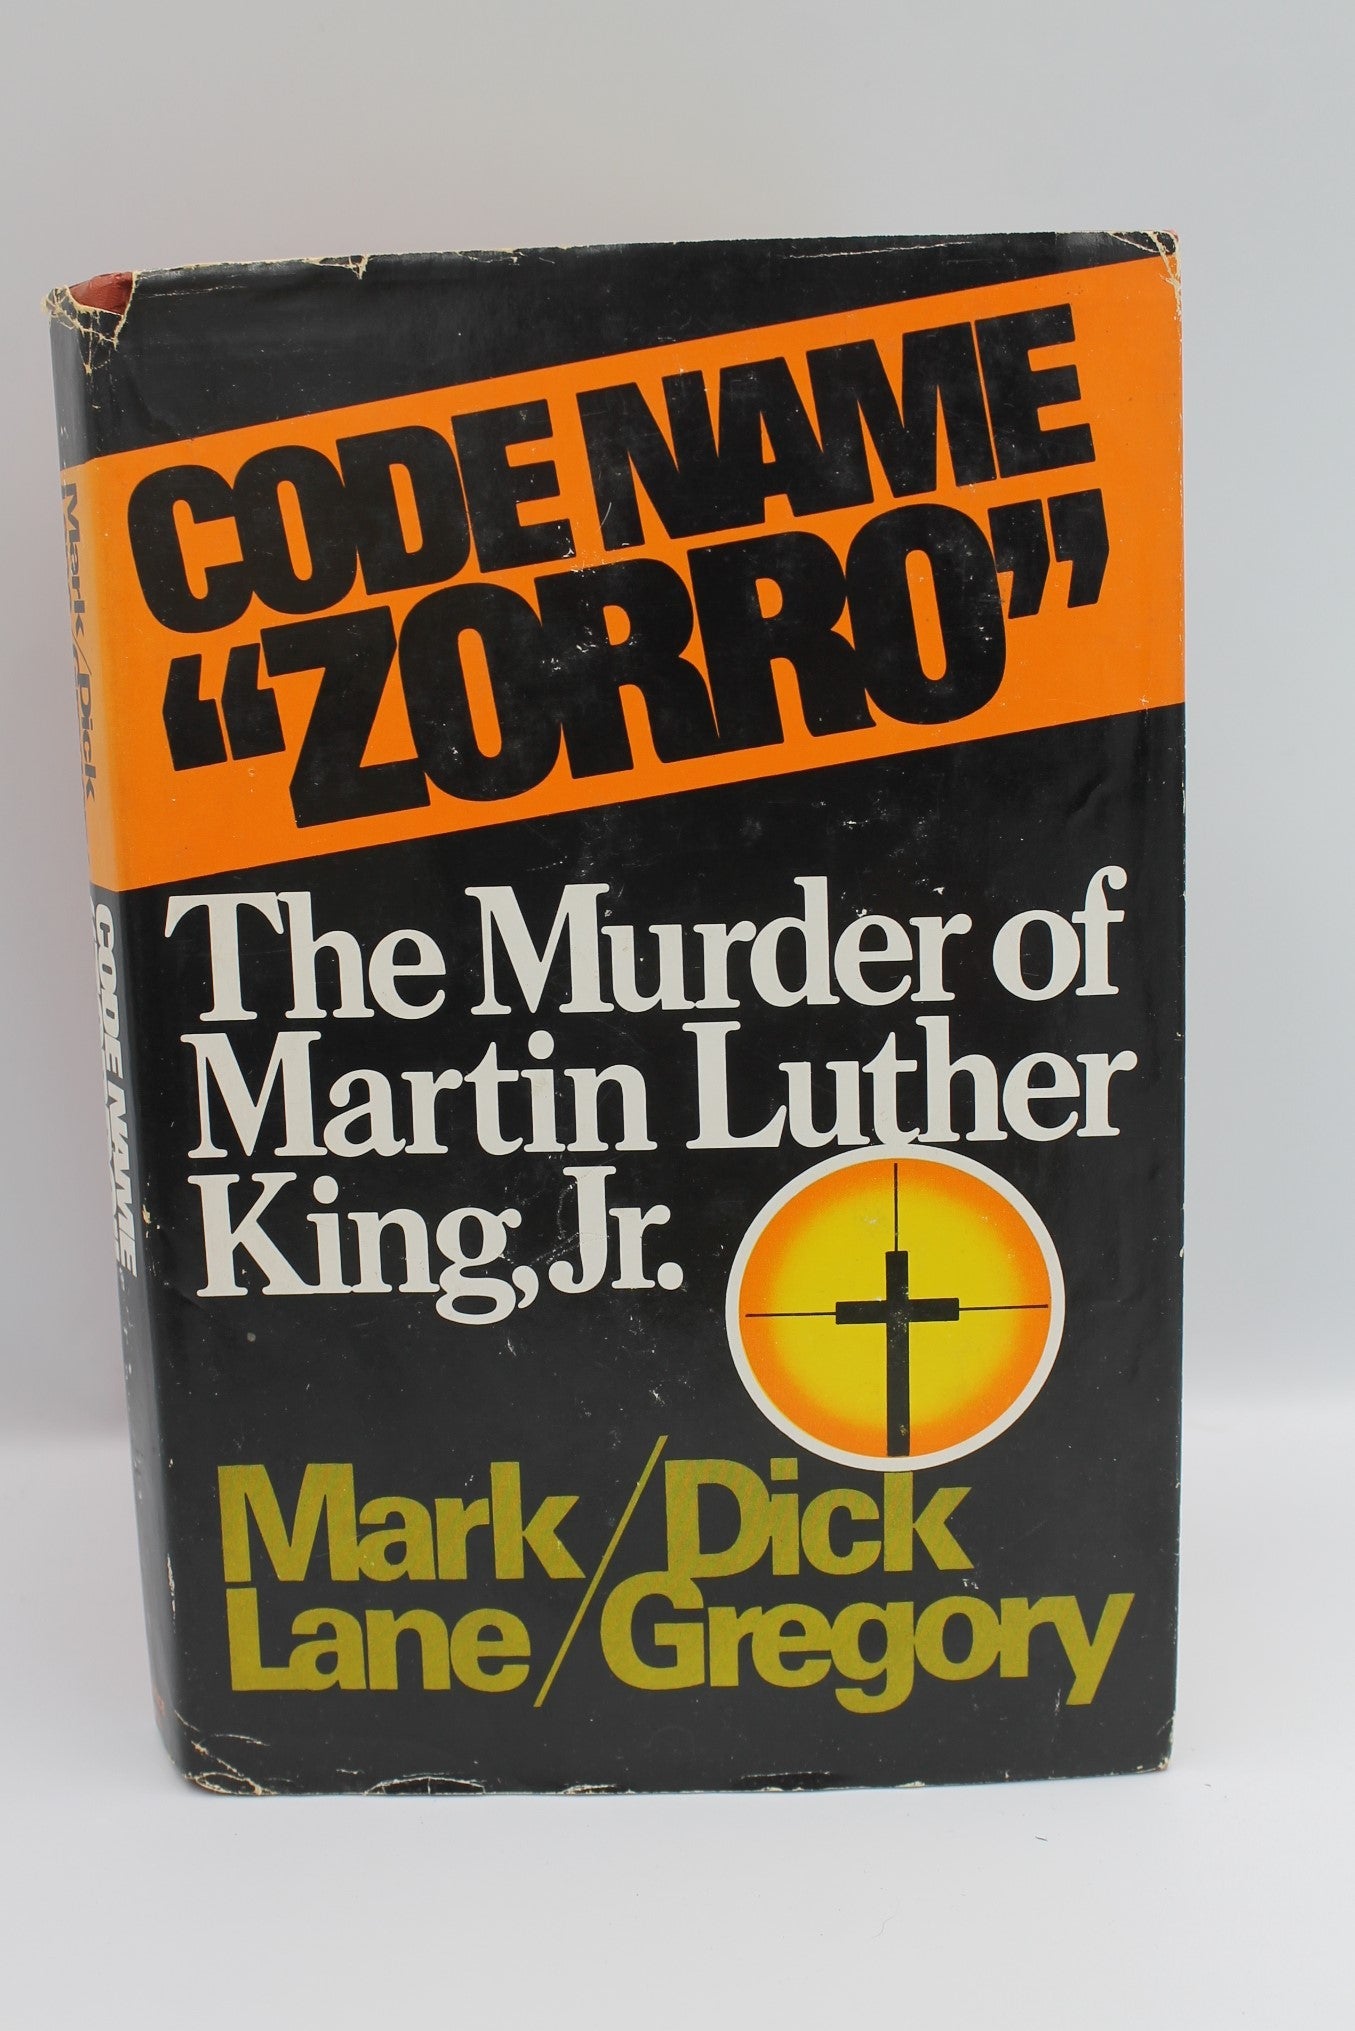 CODE NAME
“ZORRO”
The Murder of
Martin Luther
King, Jr.
Mark / Dick
Lane / Gregory
Mark/Dick
CODE NAME